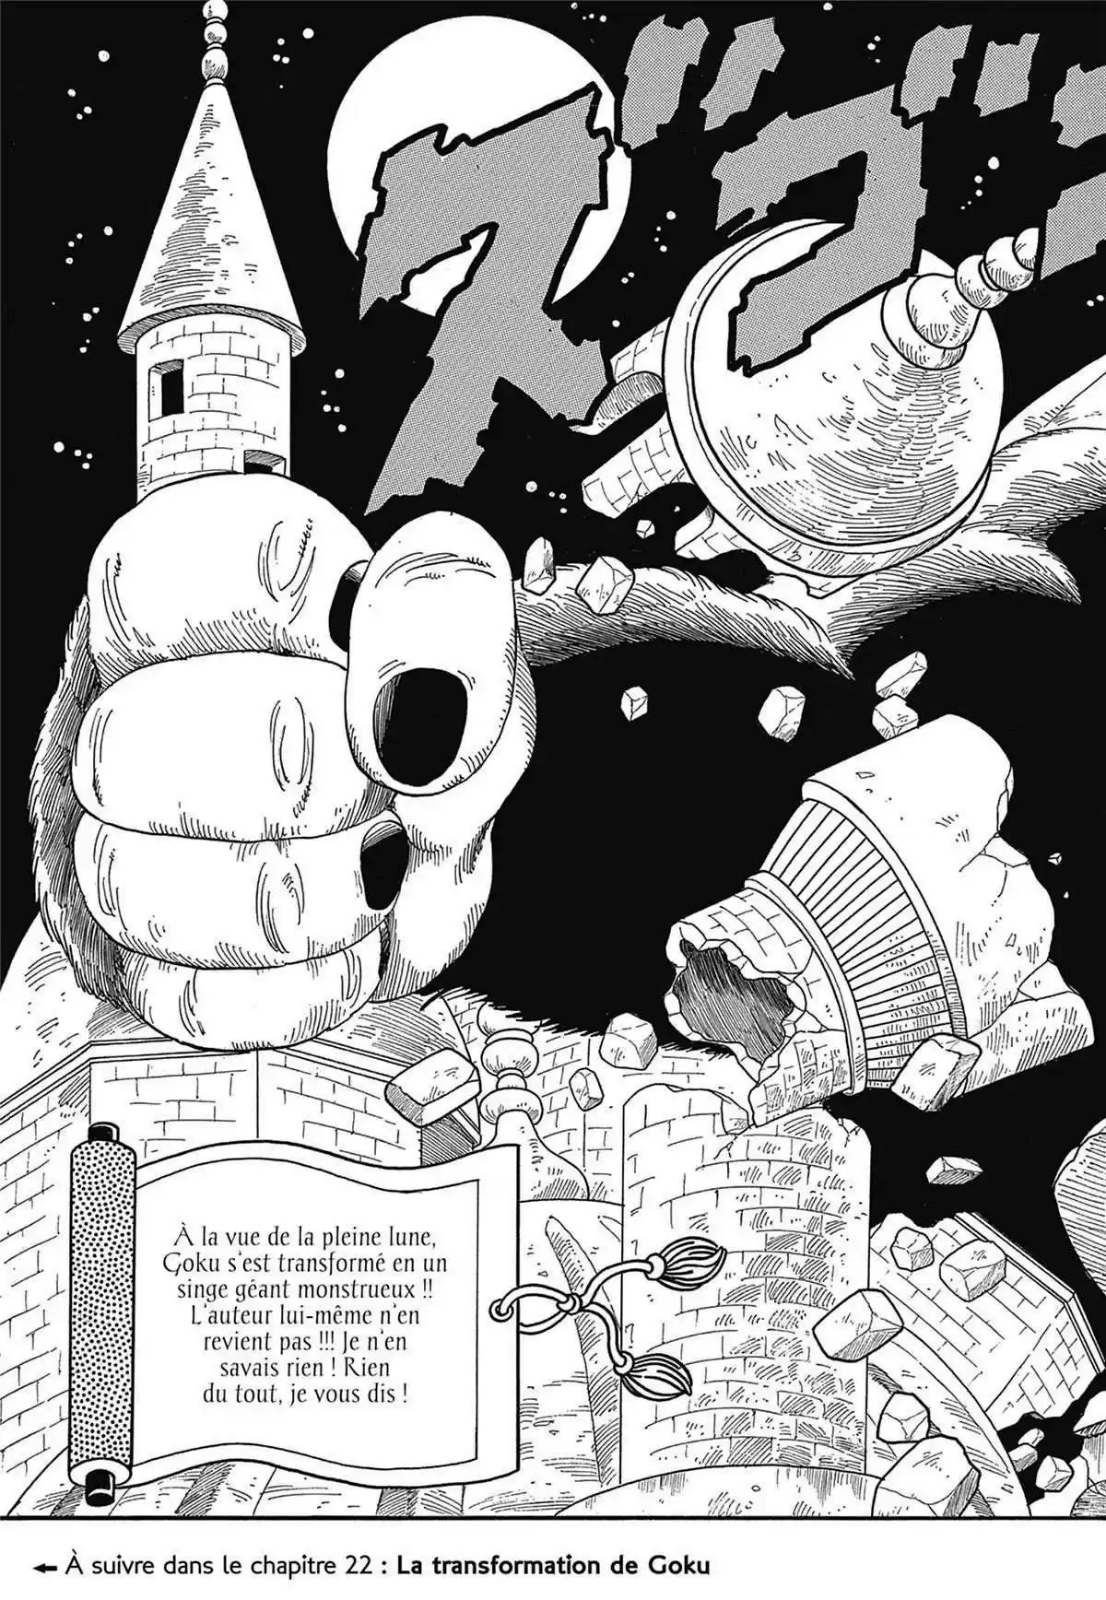 ズゴゴ
À la vue de la pleine lune,
Goku s'est transformé en un
singe géant monstrueux !!
L'auteur lui-même n'en
revient pas !!! Je n'en
savais rien ! Rien
du tout, je vous dis !
← À suivre dans le chapitre 22 : La transformation de Goku